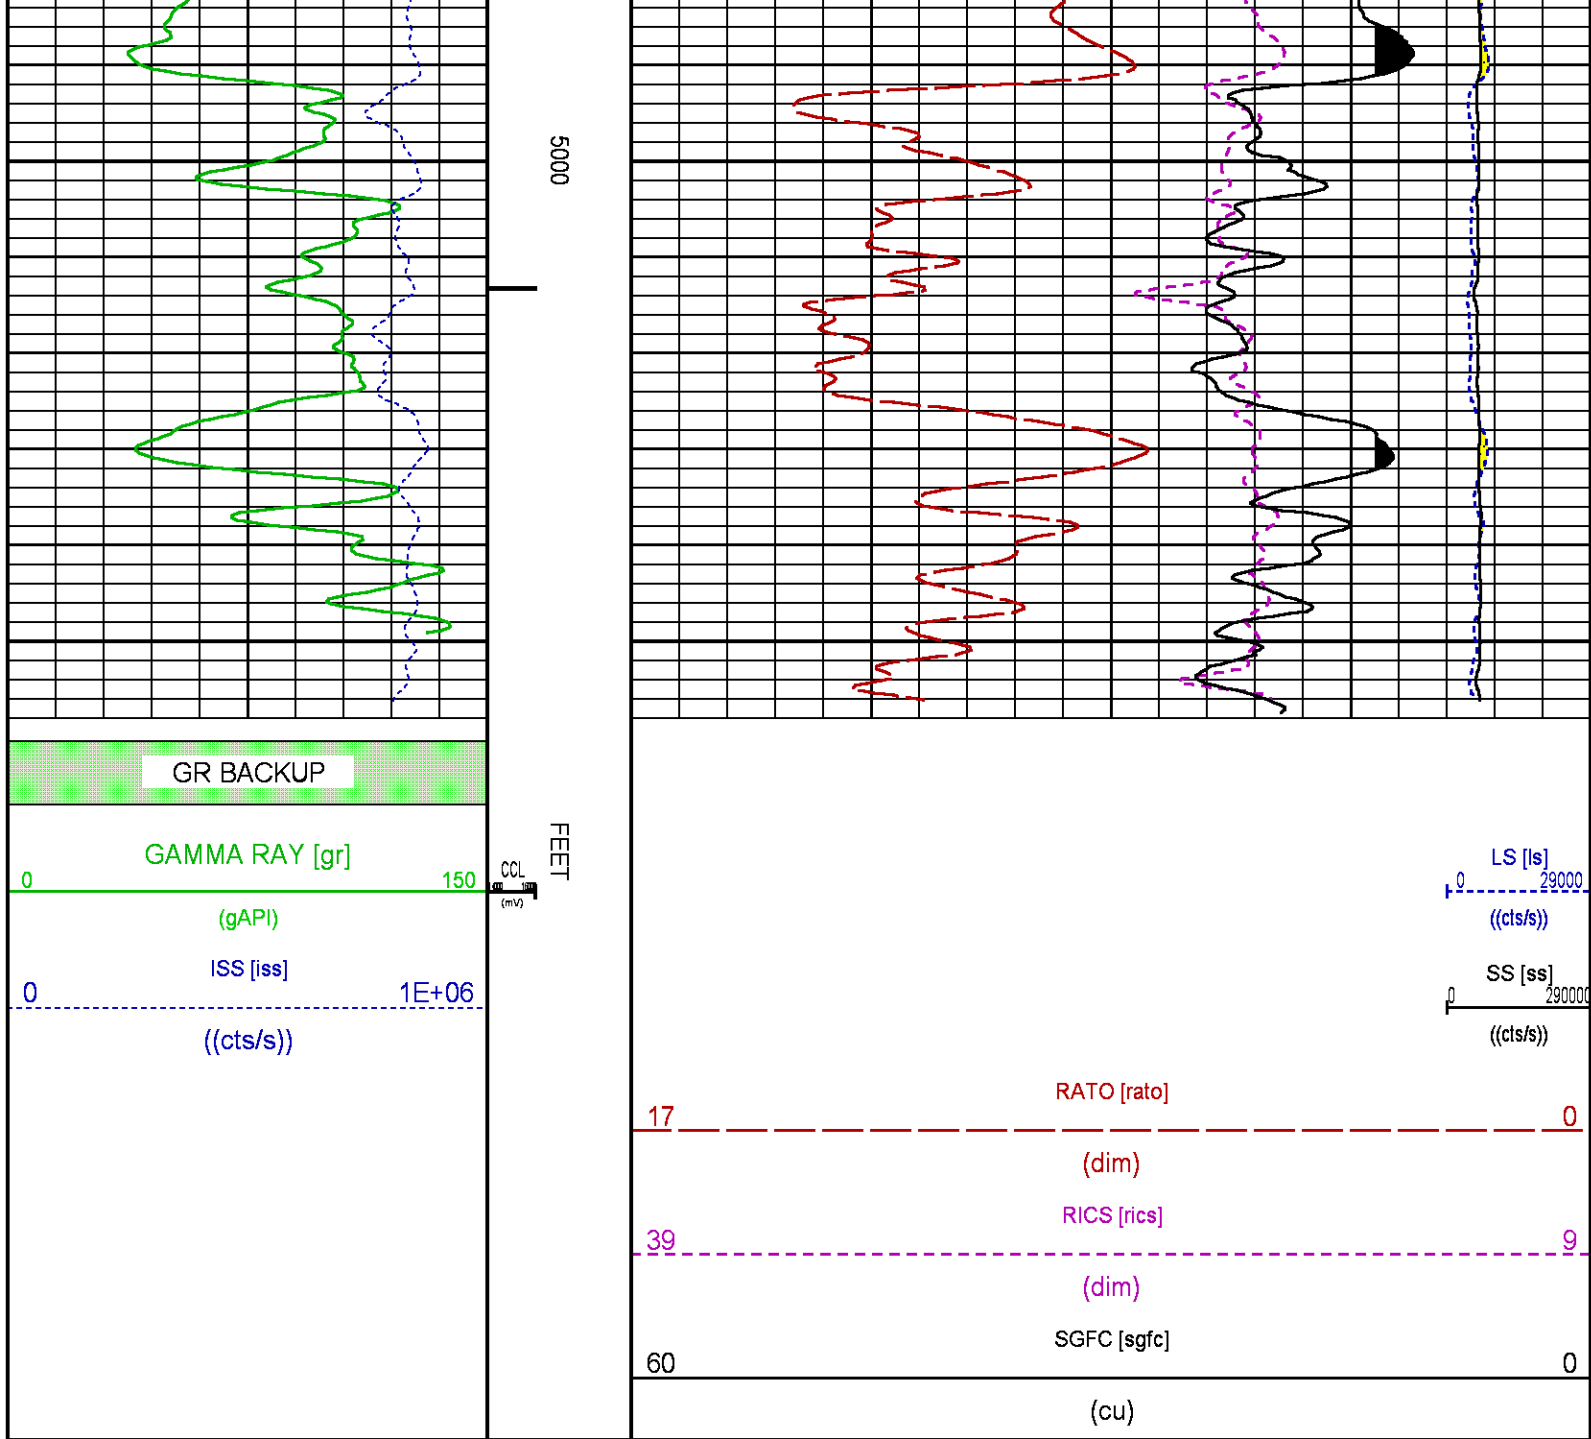 5000
GR BACKUP
FEET
GAMMA RAY [gr]
0 150
(gAPI)
CCL
(mV)
ISS [iss]
0 1E+06
((cts/s))
LS [ls]
0 29000
((cts/s))
SS [ss]
0 290000
((cts/s))
RATO [rato]
17 0
(dim)
RICS [rics]
39 9
(dim)
SGFC [sgfc]
60 0
(cu)